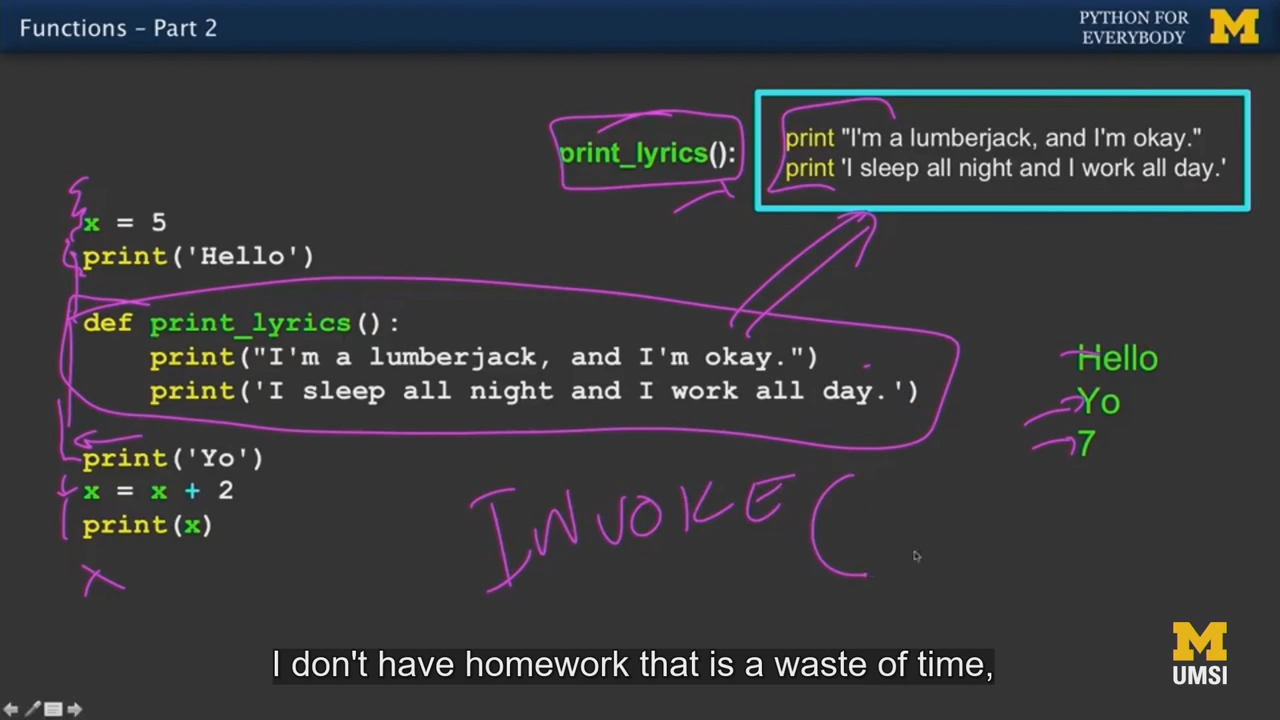 Functions – Part 2
PYTHON FOR
EVERYBODY
M
print_lyrics():
print "I'm a lumberjack, and I'm okay."
print 'I sleep all night and I work all day.'
x = 5
print('Hello')
def print_lyrics():
print("I'm a lumberjack, and I'm okay.")
print('I sleep all night and I work all day.')
print('Yo')
x = x + 2
print(x)
Hello
Yo
7
INVOKE (
I don't have homework that is a waste of time,
M
UMSI